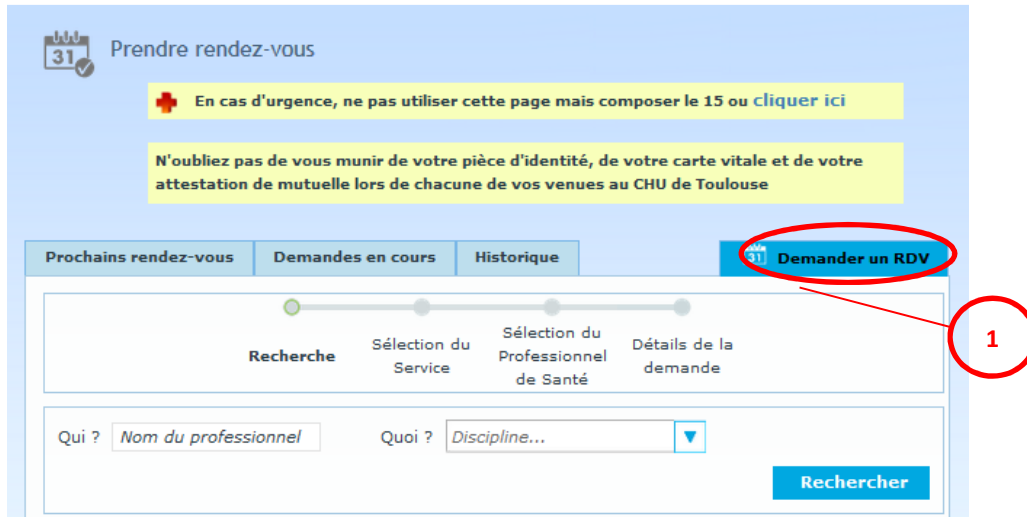 31 Prendre rendez-vous
En cas d'urgence, ne pas utiliser cette page mais composer le 15 ou cliquer ici
N'oubliez pas de vous munir de votre pièce d'identité, de votre carte vitale et de votre
attestation de mutuelle lors de chacune de vos venues au CHU de Toulouse
Prochains rendez-vous Demandes en cours Historique 31 Demander un RDV
1
Recherche
Sélection du
Service
Sélection du
Professionnel
de Santé
Détails de la
demande
Qui ? Nom du professionnel Quoi ? Discipline...
Rechercher